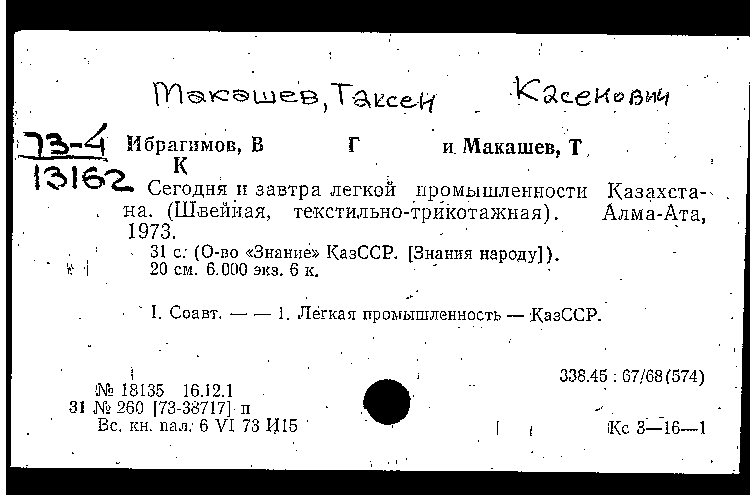 Макашев, Таксен Касенович
73-4
13162
Ибрагимов, В Г и Макашев, Т
К
Сегодня и завтра легкой промышленности Казахста-
на. (Швейная, текстильно-трикотажная). Алма-Ата,
1973.
31 с. (О-во «Знание» КазССР. [Знания народу]).
20 см. 6.000 экз. 6 к.
I. Соавт. — — 1. Легкая промышленность — КазССР.
338.45 : 67/68(574)
№ 18135 16.12.1
31 № 260 [73-38717] п
Вс. кн. пал. 6 VI 73 И15
Кс 3—16—1